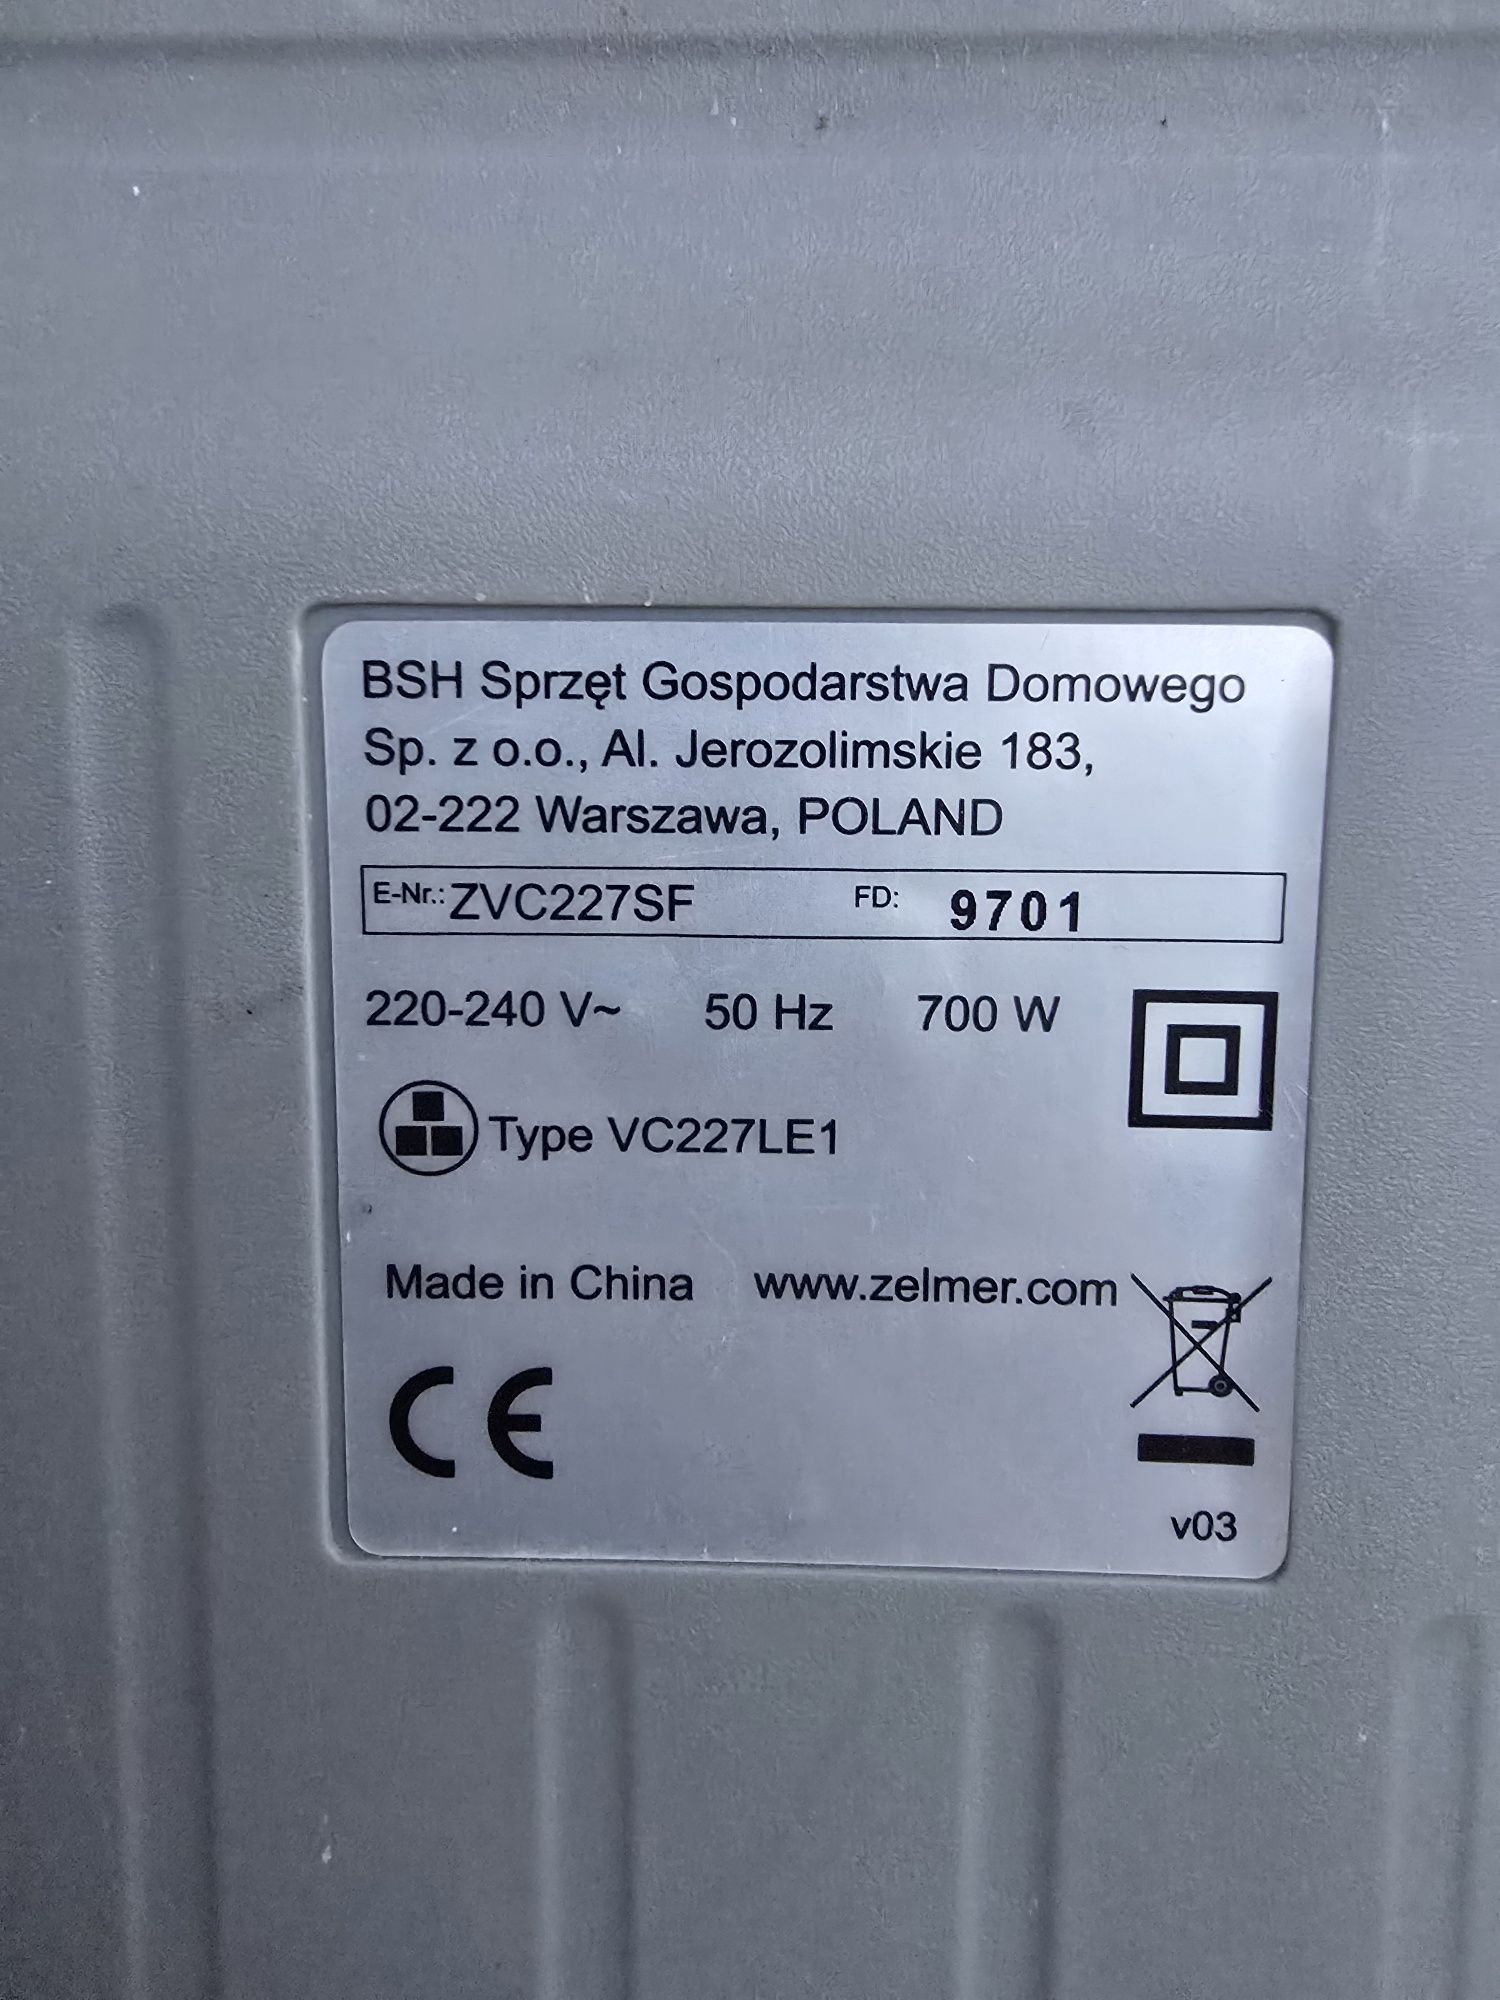 BSH Sprzęt Gospodarstwa Domowego
Sp. z o.o., Al. Jerozolimskie 183,
02-222 Warszawa, POLAND
E-Nr.: ZVC227SF FD: 9701
220-240 V~ 50 Hz 700 W
Type VC227LE1
Made in China www.zelmer.com
CE
v03